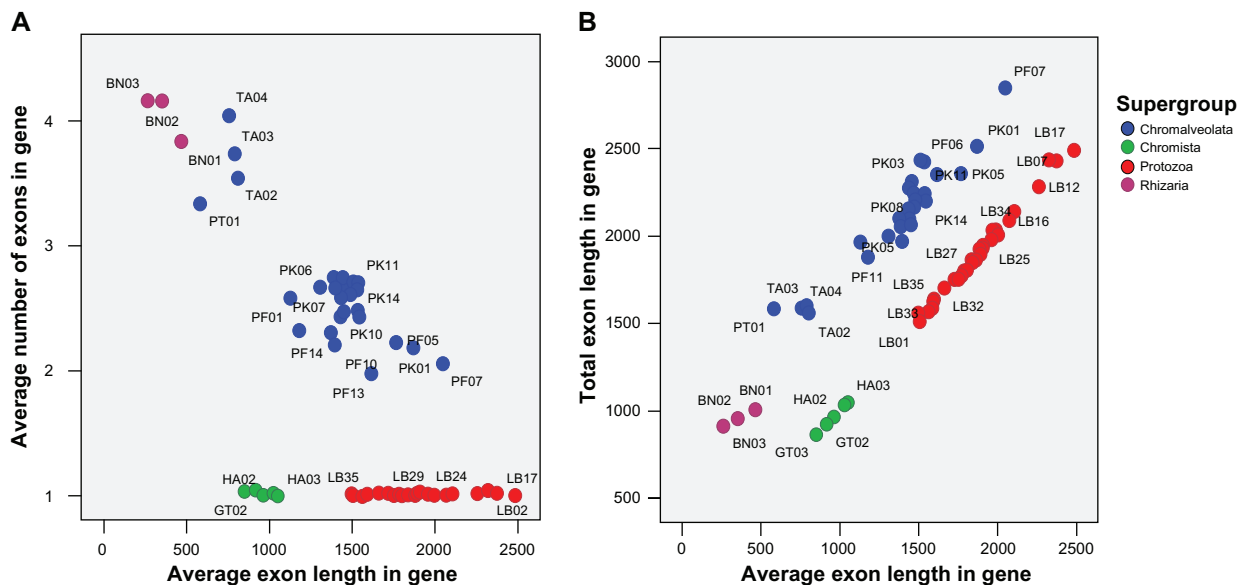 A
Average number of exons in gene
4
3
2
1
BN03
BN02
BN01
TA04
TA03
TA02
PT01
PK06
PK11
PK07
PK14
PF01
PK10
PF14
PF05
PF10
PK01
PF13
PF07
HA02
HA03
GT02
LB35
LB29
LB24
LB17
LB02
0
500
1000
1500
2000
2500
Average exon length in gene
B
Total exon length in gene
3000
2500
2000
1500
1000
500
PF07
PK01
PF06
LB17
PK03
LB07
PK11
PK05
LB12
PK08
LB34
PK14
LB16
PK05
LB27
LB25
PF11
TA03
TA04
LB35
LB32
PT01
TA02
LB33
LB01
BN01
HA03
BN02
HA02
BN03
GT02
GT03
0
500
1000
1500
2000
2500
Average exon length in gene
Supergroup
Chromalveolata
Chromista
Protozoa
Rhizaria